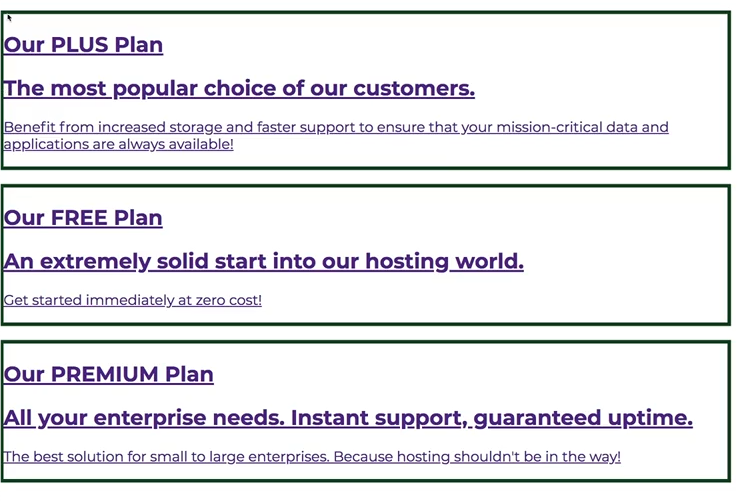 Our PLUS Plan
The most popular choice of our customers.
Benefit from increased storage and faster support to ensure that your mission-critical data and
applications are always available!
Our FREE Plan
An extremely solid start into our hosting world.
Get started immediately at zero cost!
Our PREMIUM Plan
All your enterprise needs. Instant support, guaranteed uptime.
The best solution for small to large enterprises. Because hosting shouldn't be in the way!